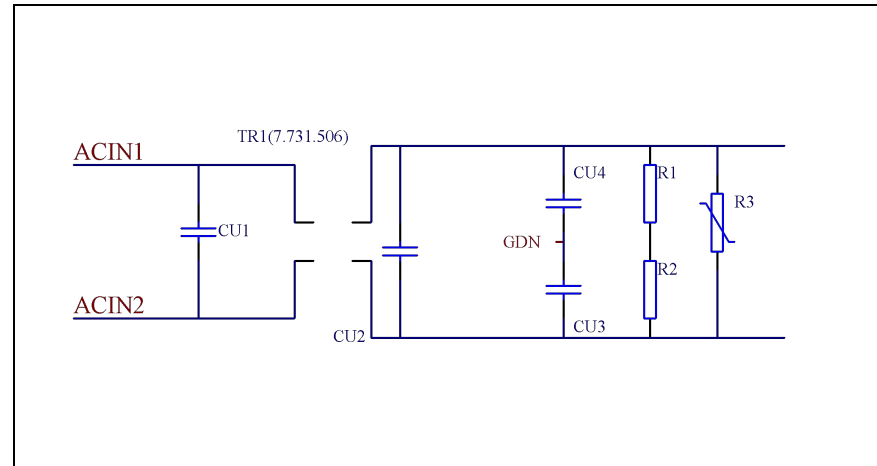 TR1(7.731.506)
ACIN1
CU4
R1
R3
CU1
GDN
R2
ACIN2
CU3
CU2